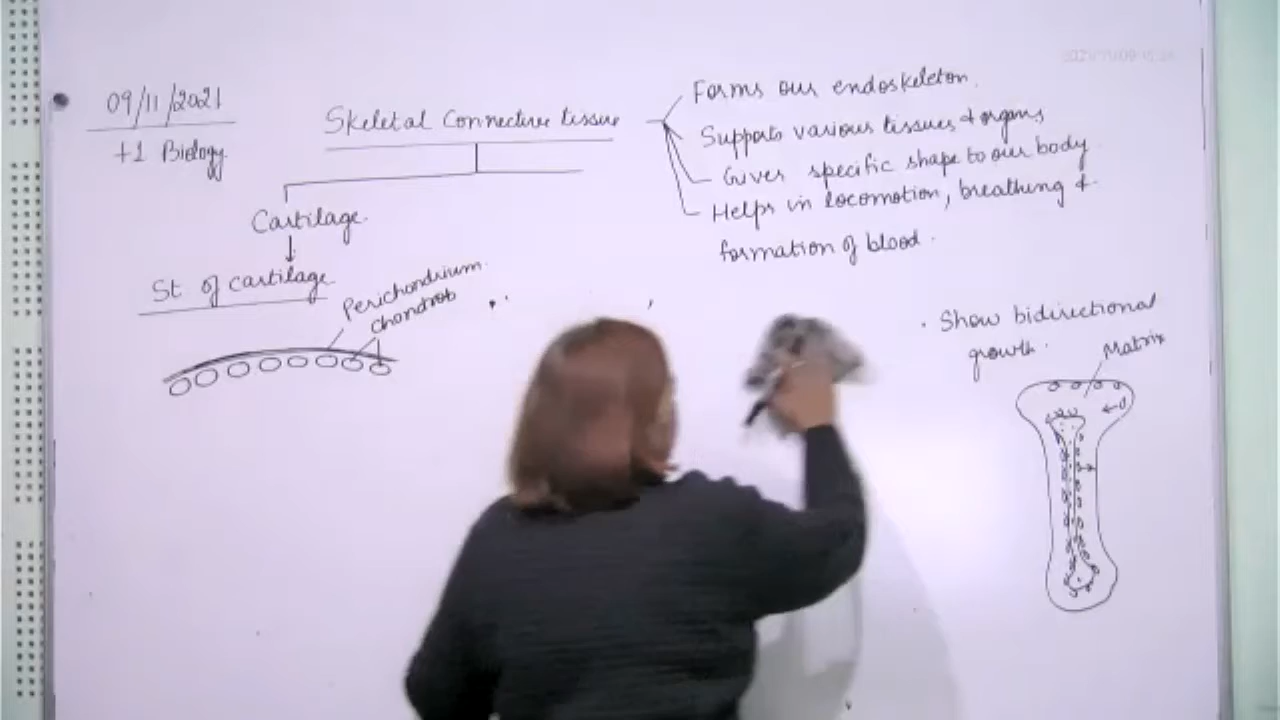 09/11/2021
+1 Biology
Skeletal Connective tissue
Forms our endoskeleton.
Supports various tissues & organs
Gives specific shape to our body
Helps in locomotion, breathing &
formation of blood.
Cartilage.
St of cartilage
Perichondrium.
• Show bidirectional
growth.
Matrix